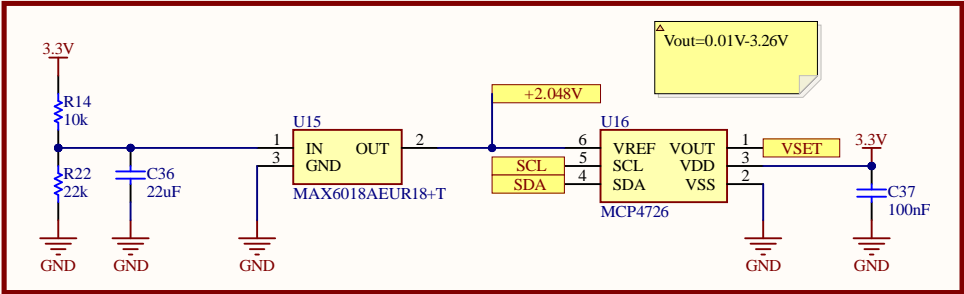 Vout=0.01V-3.26V
3.3V
R14
10k
R22
22k
C36
22uF
GND
GND
GND
U15
1
3
IN
GND
OUT
2
MAX6018AEUR18+T
+2.048V
SCL
SDA
U16
6
5
4
VREF
SCL
SDA
VOUT
VDD
VSS
1
3
2
MCP4726
VSET
3.3V
C37
100nF
GND
GND